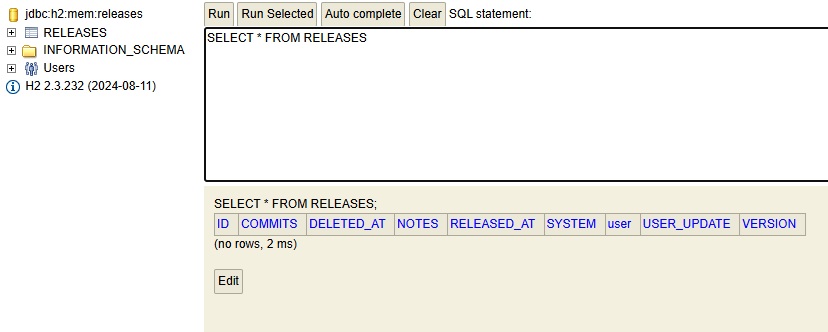 jdbc:h2:mem:releases
RELEASES
INFORMATION_SCHEMA
Users
H2 2.3.232 (2024-08-11)
Run Run Selected Auto complete Clear SQL statement:
SELECT * FROM RELEASES
SELECT * FROM RELEASES;
ID COMMITS DELETED_AT NOTES RELEASED_AT SYSTEM user USER_UPDATE VERSION
(no rows, 2 ms)
Edit